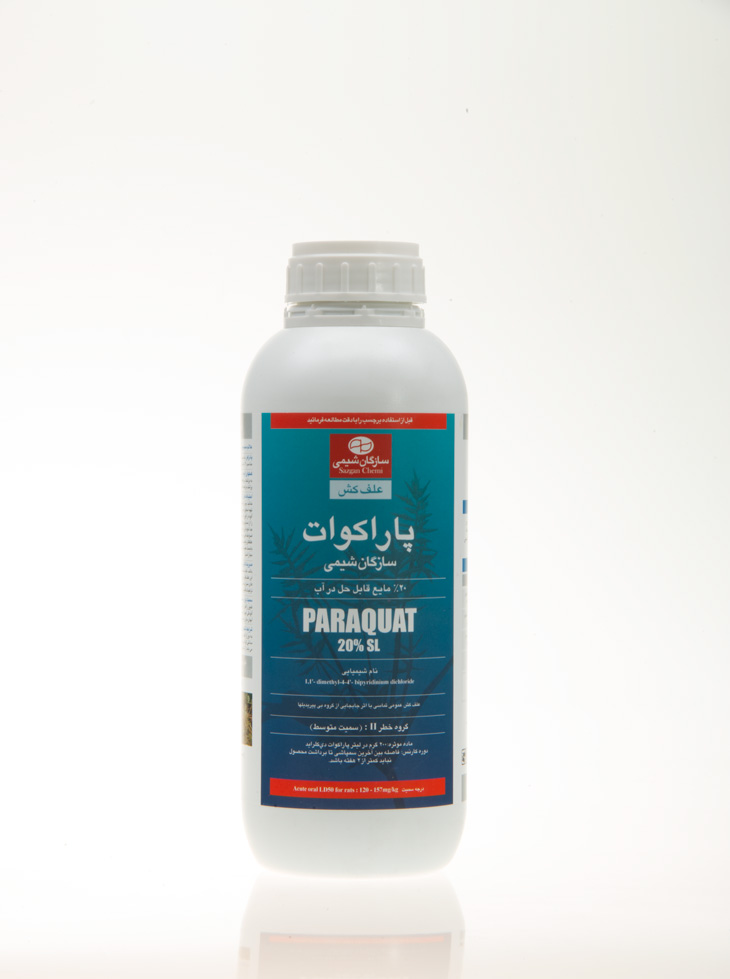 قبل از استفاده برچسب را با دقت مطالعه فرمائید
سازگان شیمی
Sazgan Chemi
علف کش
پاراکوات
سازگان شیمی
۲۰٪ مایع قابل حل در آب
PARAQUAT
20% SL
نام شیمیایی
1,1'- dimethyl-4-4'- bipyridinium dichloride
علف کش عمومی تماسی با اثر جابجایی از گروه بی پیریدیلها
گروه خطر II : ( سمیت متوسط )
ماده موثره: ۲۰۰ گرم در لیتر پاراکوات دی‌کلراید
دوره کارنس: فاصله بین آخرین سمپاشی تا برداشت محصول
نباید کمتر از ۲ هفته باشد.
درجه سمیت Acute oral LD50 for rats : 120 - 157mg/kg